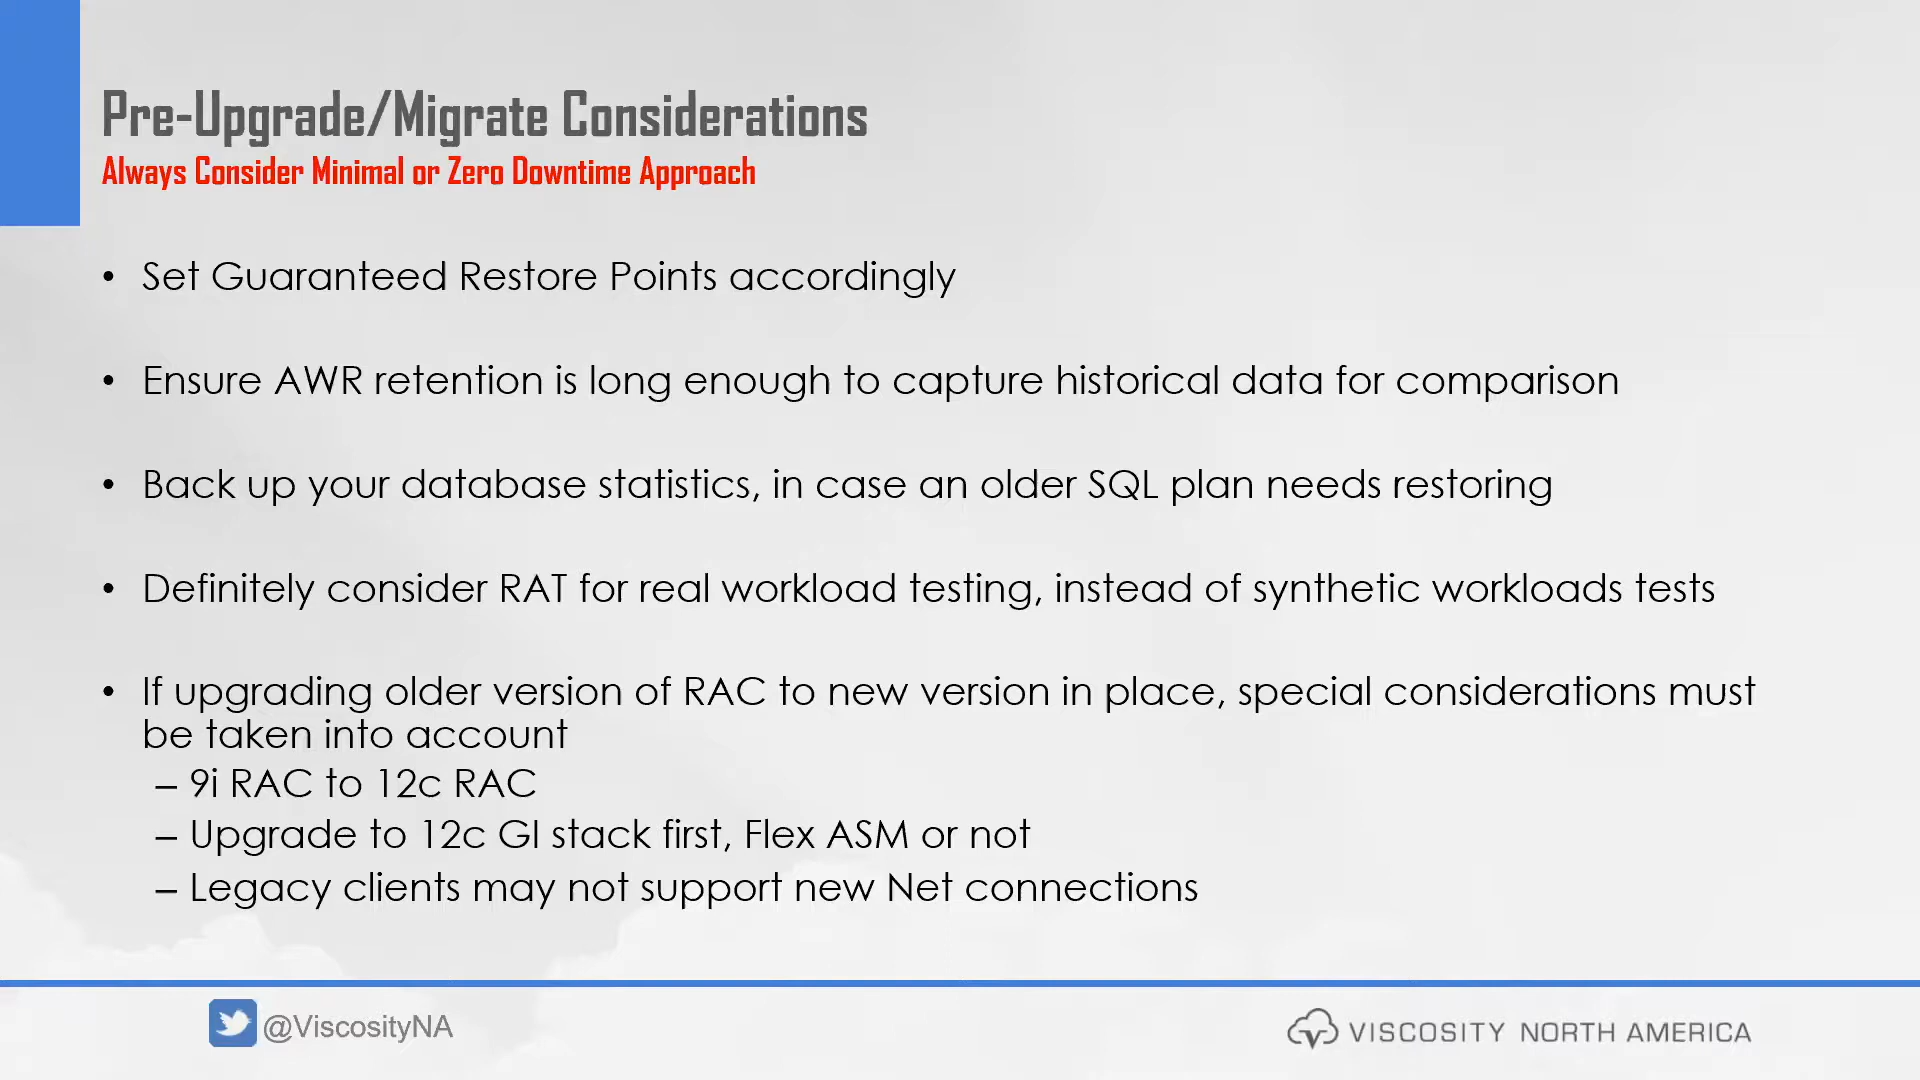 Pre-Upgrade/Migrate Considerations
Always Consider Minimal or Zero Downtime Approach
• Set Guaranteed Restore Points accordingly
• Ensure AWR retention is long enough to capture historical data for comparison
• Back up your database statistics, in case an older SQL plan needs restoring
• Definitely consider RAT for real workload testing, instead of synthetic workloads tests
• If upgrading older version of RAC to new version in place, special considerations must
be taken into account
– 9i RAC to 12c RAC
– Upgrade to 12c GI stack first, Flex ASM or not
– Legacy clients may not support new Net connections
@ViscosityNA
VISCOSITY NORTH AMERICA